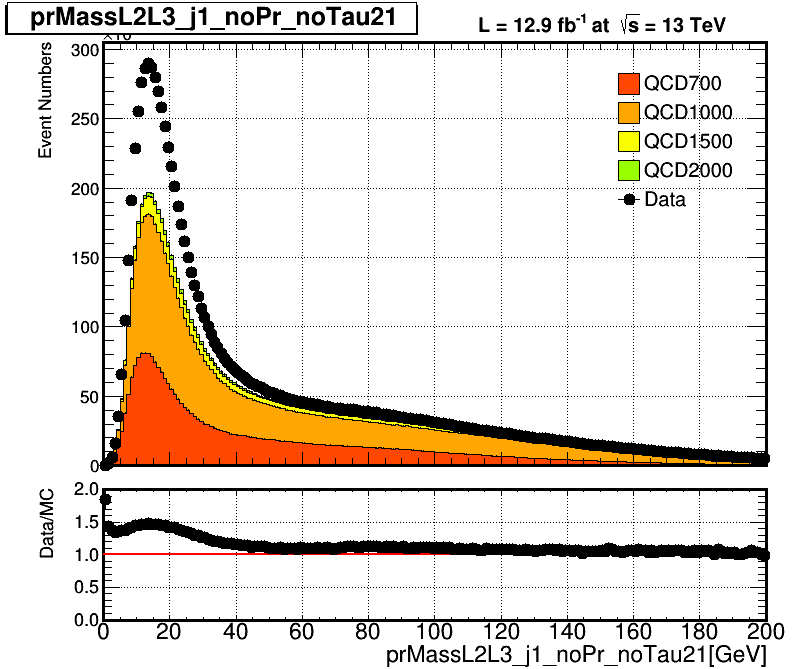 prMassL2L3_j1_noPr_noTau21
L = 12.9 fb-1 at √s = 13 TeV
Event Numbers
300
250
200
150
100
50
0
QCD700
QCD1000
QCD1500
QCD2000
Data
Data/MC
2.0
1.5
1.0
0.5
0.0
0 20 40 60 80 100 120 140 160 180 200
prMassL2L3_j1_noPr_noTau21[GeV]